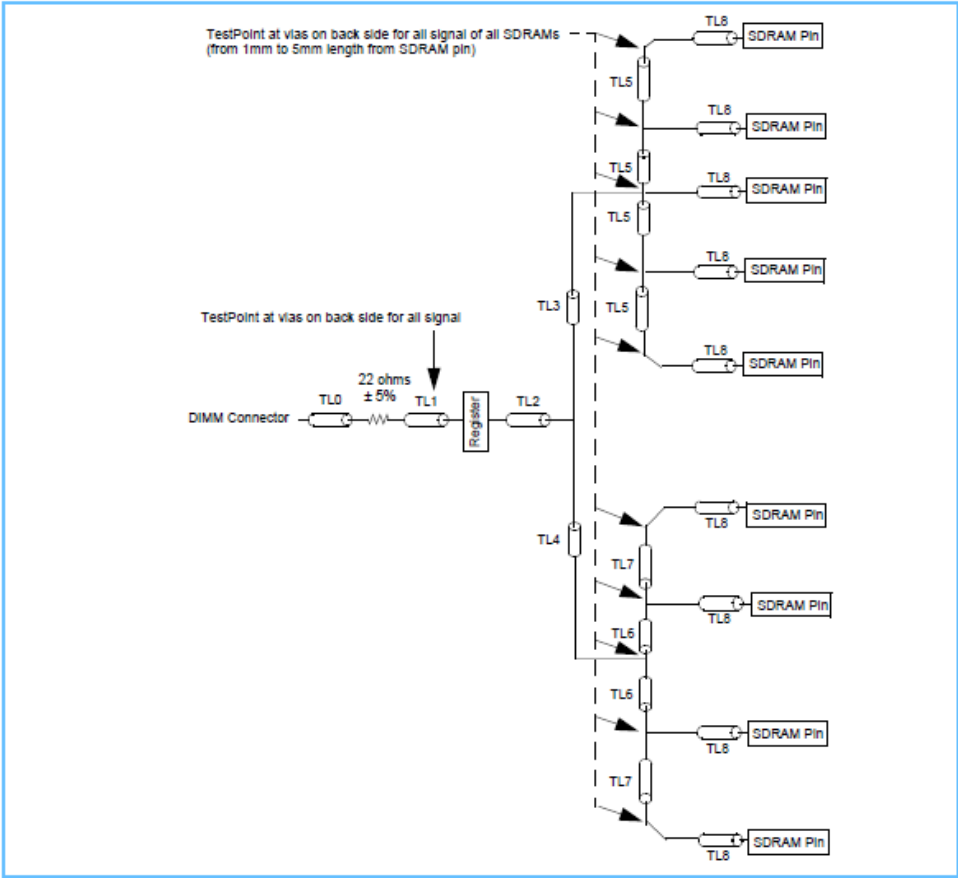 TestPoint at vias on back side for all signal of all SDRAMs
(from 1mm to 5mm length from SDRAM pin)
TL8
SDRAM Pin
TL5
TL8
SDRAM Pin
TL5
TL8
SDRAM Pin
TL5
TL8
SDRAM Pin
TL3
TL5
TestPoint at vias on back side for all signal
TL8
SDRAM Pin
22 ohms
± 5%
TL0
TL1
TL2
DIMM Connector
Register
SDRAM Pin
TL8
TL4
TL7
SDRAM Pin
TL8
TL6
TL6
SDRAM Pin
TL8
TL7
SDRAM Pin
TL8